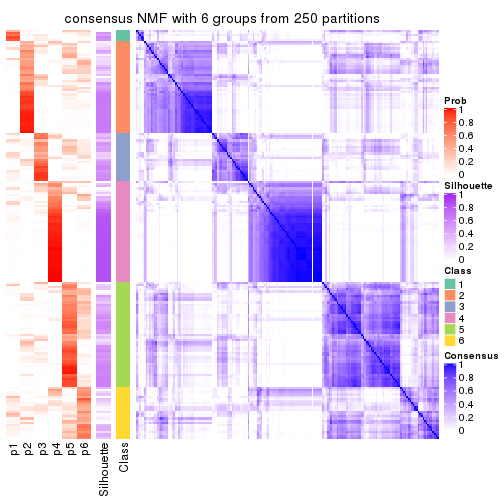 consensus NMF with 6 groups from 250 partitions
Prob
1
0.8
0.6
0.4
0.2
0
Silhouette
1
0.8
0.6
0.4
0.2
0
Class
1
2
3
4
5
6
Consensus
1
0.8
0.6
0.4
0.2
0
p1
p2
p3
p4
p5
p6
Silhouette
Class